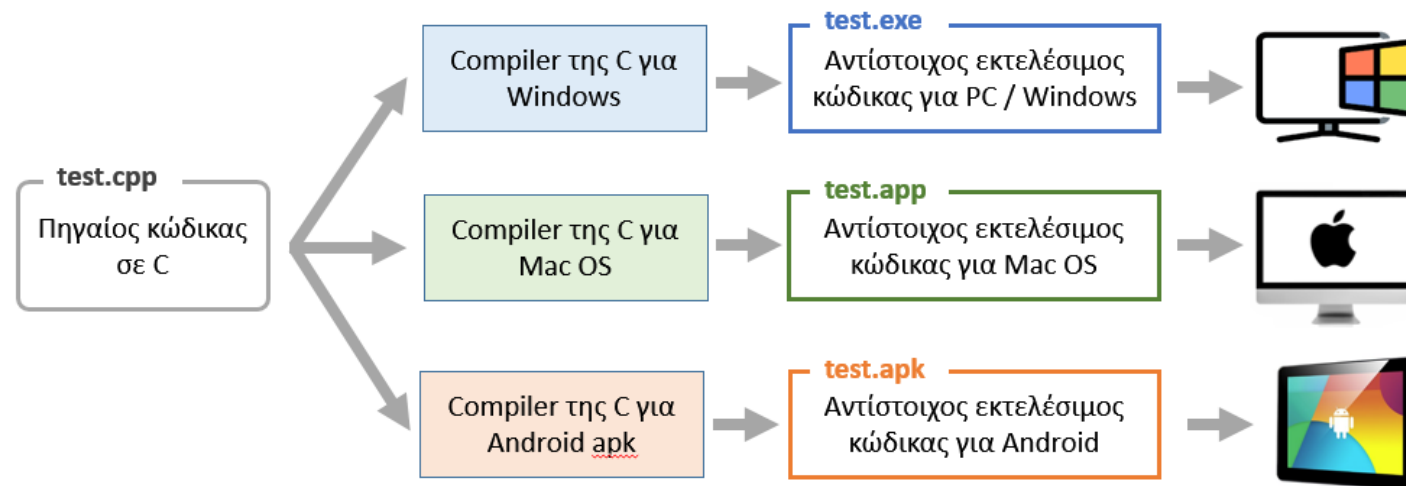 test.cpp
Πηγαίος κώδικας
σε C
Compiler της C για
Windows
test.exe
Αντίστοιχος εκτελέσιμος
κώδικας για PC / Windows
Compiler της C για
Mac OS
test.app
Αντίστοιχος εκτελέσιμος
κώδικας για Mac OS
Compiler της C για
Android apk
test.apk
Αντίστοιχος εκτελέσιμος
κώδικας για Android